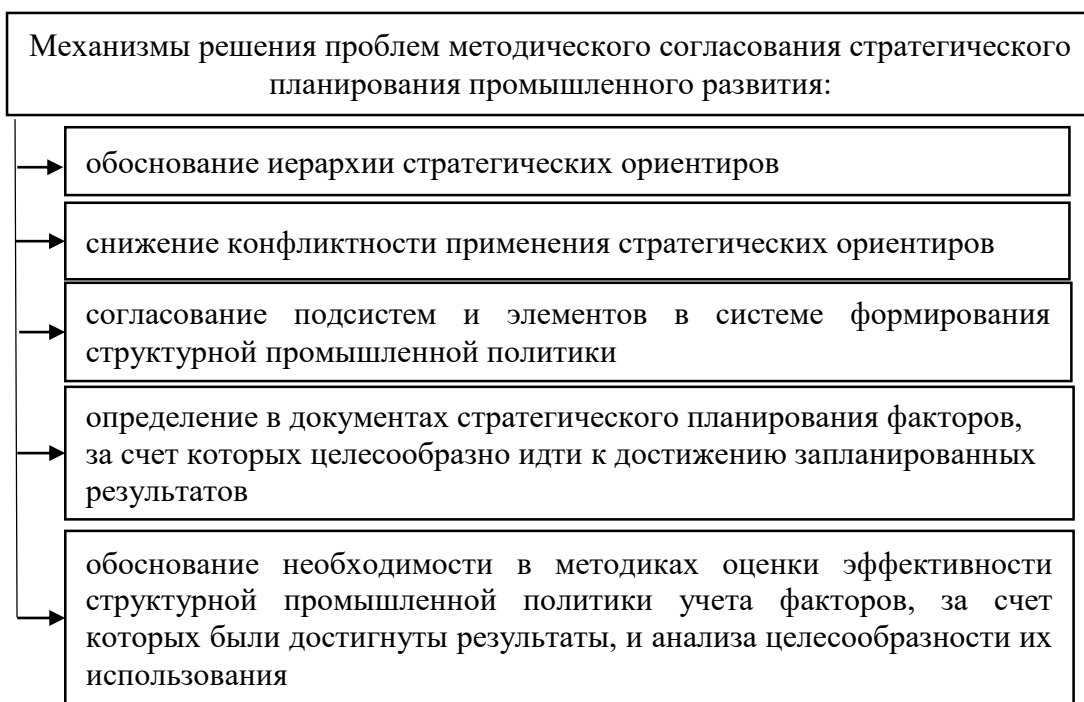 Механизмы решения проблем методического согласования стратегического
планирования промышленного развития:
обоснование иерархии стратегических ориентиров
снижение конфликтности применения стратегических ориентиров
согласование подсистем и элементов в системе формирования
структурной промышленной политики
определение в документах стратегического планирования факторов,
за счет которых целесообразно идти к достижению запланированных
результатов
обоснование необходимости в методиках оценки эффективности
структурной промышленной политики учета факторов, за счет
которых были достигнуты результаты, и анализа целесообразности их
использования